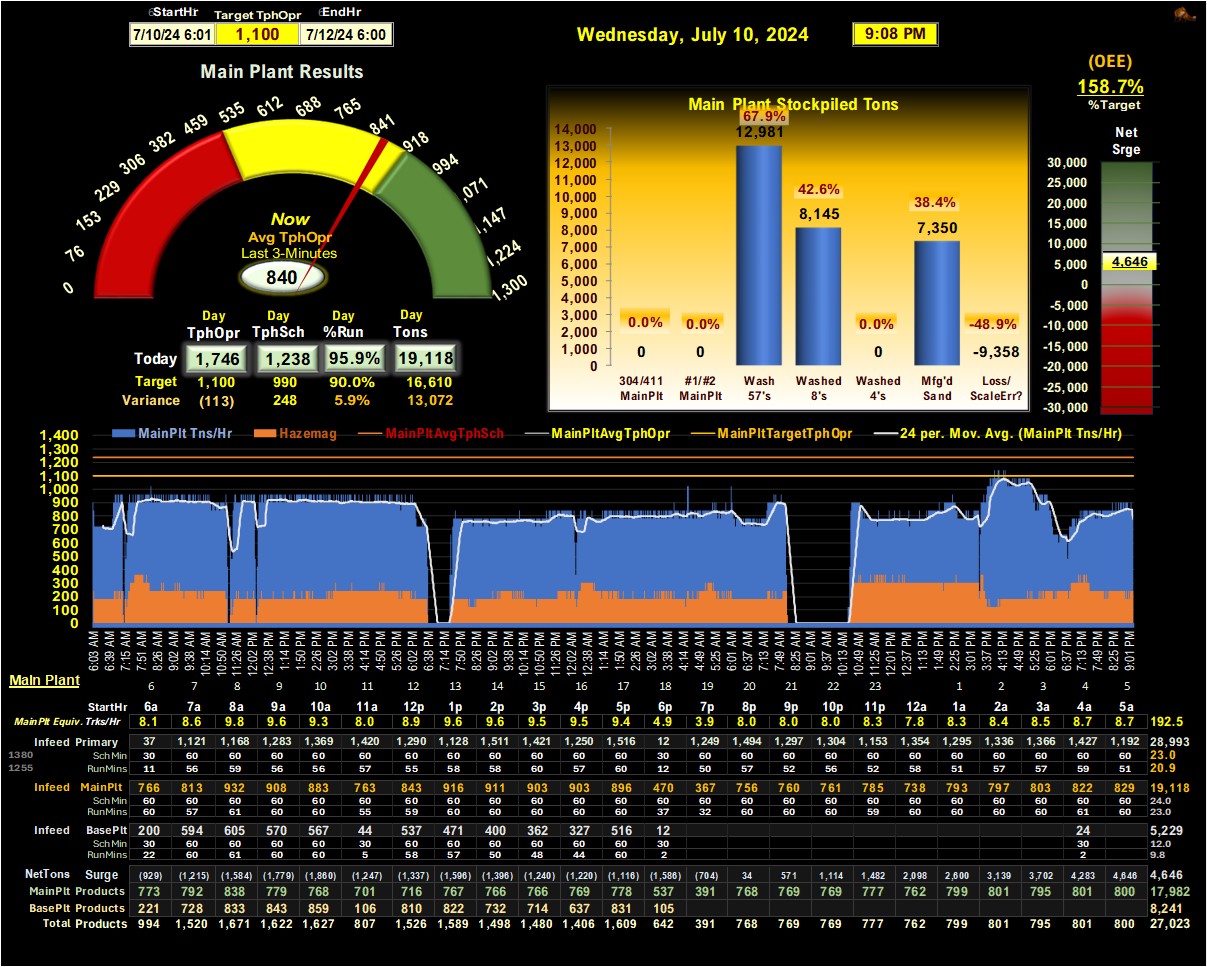 StartHr Target TphOpr EndHr
7/10/24 6:01 1,100 7/12/24 6:00
Wednesday, July 10, 2024 9:08 PM
(OEE)
158.7%
%Target
Main Plant Results
0 76 153 229 306 382 459 535 612 688 765 841 918 994 ,071 ,147 1,224 1,300
Now
Avg TphOpr
Last 3-Minutes
840
Day Day Day Day
TphOpr TphSch %Run Tons
Today 1,746 1,238 95.9% 19,118
Target 1,100 990 90.0% 16,610
Variance (113) 248 5.9% 13,072
Main Plant Stockpiled Tons
14,000
13,000
12,000
11,000
10,000
9,000
8,000
7,000
6,000
5,000
4,000
3,000
2,000
1,000
0
67.9%
12,981
42.6%
8,145
38.4%
7,350
0.0% 0.0% 0.0% -48.9%
0 0 0 -9,358
304/411 #1/#2 Wash Washed Washed Mfg'd Loss/
MainPlt MainPlt 57's 8's 4's Sand ScaleErr?
Net
Srge
30,000
25,000
20,000
15,000
10,000
5,000
0
-5,000
-10,000
-15,000
-20,000
-25,000
-30,000
4,646
MainPlt Tns/Hr Hazemag MainPltAvgTphSch MainPltAvgTphOpr MainPltTargetTphOpr 24 per. Mov. Avg. (MainPlt Tns/Hr)
1,400
1,300
1,200
1,100
1,000
900
800
700
600
500
400
300
200
100
0
6:03 AM 6:39 AM 7:15 AM 7:51 AM 8:26 AM 9:02 AM 9:38 AM 10:14 AM 10:50 AM 11:26 AM 12:02 PM 12:38 PM 1:14 PM 1:50 PM 2:26 PM 3:02 PM 3:38 PM 4:14 PM 4:50 PM 5:26 PM 6:02 PM 6:38 PM 7:14 PM 7:50 PM 8:26 PM 9:02 PM 9:38 PM 10:14 PM 10:50 PM 11:26 PM 12:02 AM 12:38 AM 1:14 AM 1:50 AM 2:26 AM 3:02 AM 3:38 AM 4:14 AM 4:49 AM 5:25 AM 6:01 AM 6:37 AM 7:13 AM 7:49 AM 8:25 AM 9:01 AM 9:37 AM 10:13 AM 10:49 AM 11:25 AM 12:01 PM 12:37 PM 1:13 PM 1:49 PM 2:25 PM 3:01 PM 3:37 PM 4:13 PM 4:49 PM 5:25 PM 6:01 PM 6:37 PM 7:13 PM 7:49 PM 8:25 PM 9:01 PM
Main Plant 6 7 8 9 10 11 12 13 14 15 16 17 18 19 20 21 22 23 1 2 3 4 5
StartHr 6a 7a 8a 9a 10a 11a 12p 1p 2p 3p 4p 5p 6p 7p 8p 9p 10p 11p 12a 1a 2a 3a 4a 5a
MainPlt Equiv. Trks/Hr 8.1 8.6 9.8 9.6 9.3 8.0 8.9 9.6 9.6 9.5 9.5 9.4 4.9 3.9 8.0 8.0 8.0 8.3 7.8 8.3 8.4 8.5 8.7 8.7 192.5
Infeed Primary 37 1,121 1,168 1,283 1,369 1,420 1,290 1,128 1,511 1,421 1,250 1,516 12 1,249 1,494 1,297 1,304 1,153 1,354 1,295 1,336 1,366 1,427 1,192 28,993
1380 Sch Min 30 60 60 60 60 60 60 60 60 60 60 60 30 60 60 60 60 60 60 60 60 60 60 60 23.0
1255 RunMins 11 56 59 56 56 57 55 58 58 60 57 60 12 50 57 52 56 52 58 51 57 57 59 51 20.9
Infeed MainPlt 766 813 932 908 883 763 843 916 911 903 903 896 470 367 756 760 761 785 738 793 797 803 822 829 19,118
Sch Min 60 60 60 60 60 60 60 60 60 60 60 60 60 60 60 60 60 60 60 60 60 60 60 60 24.0
RunMins 60 57 61 60 60 55 59 60 60 60 60 60 37 32 60 60 60 59 60 60 60 60 61 60 23.0
Infeed BasePlt 200 594 605 570 567 44 537 471 400 362 327 516 12 24 5,229
Sch Min 30 60 60 60 60 30 60 60 60 60 60 60 30 30 12.0
RunMins 22 60 61 60 60 5 58 57 50 48 44 60 2 2 9.8
NetTons Surge (929) (1,215) (1,584) (1,779) (1,860) (1,247) (1,337) (1,596) (1,396) (1,240) (1,220) (1,116) (1,586) (704) 34 571 1,114 1,482 2,098 2,600 3,139 3,702 4,283 4,646 4,646
MainPlt Products 773 792 838 779 768 701 716 767 766 766 769 778 537 391 768 769 769 777 762 799 801 795 801 800 17,982
BasePlt Products 221 728 833 843 859 106 810 822 732 714 637 831 105 8,241
Total Products 994 1,520 1,671 1,622 1,627 807 1,526 1,589 1,498 1,480 1,406 1,609 642 391 768 769 769 777 762 799 801 795 801 800 27,023